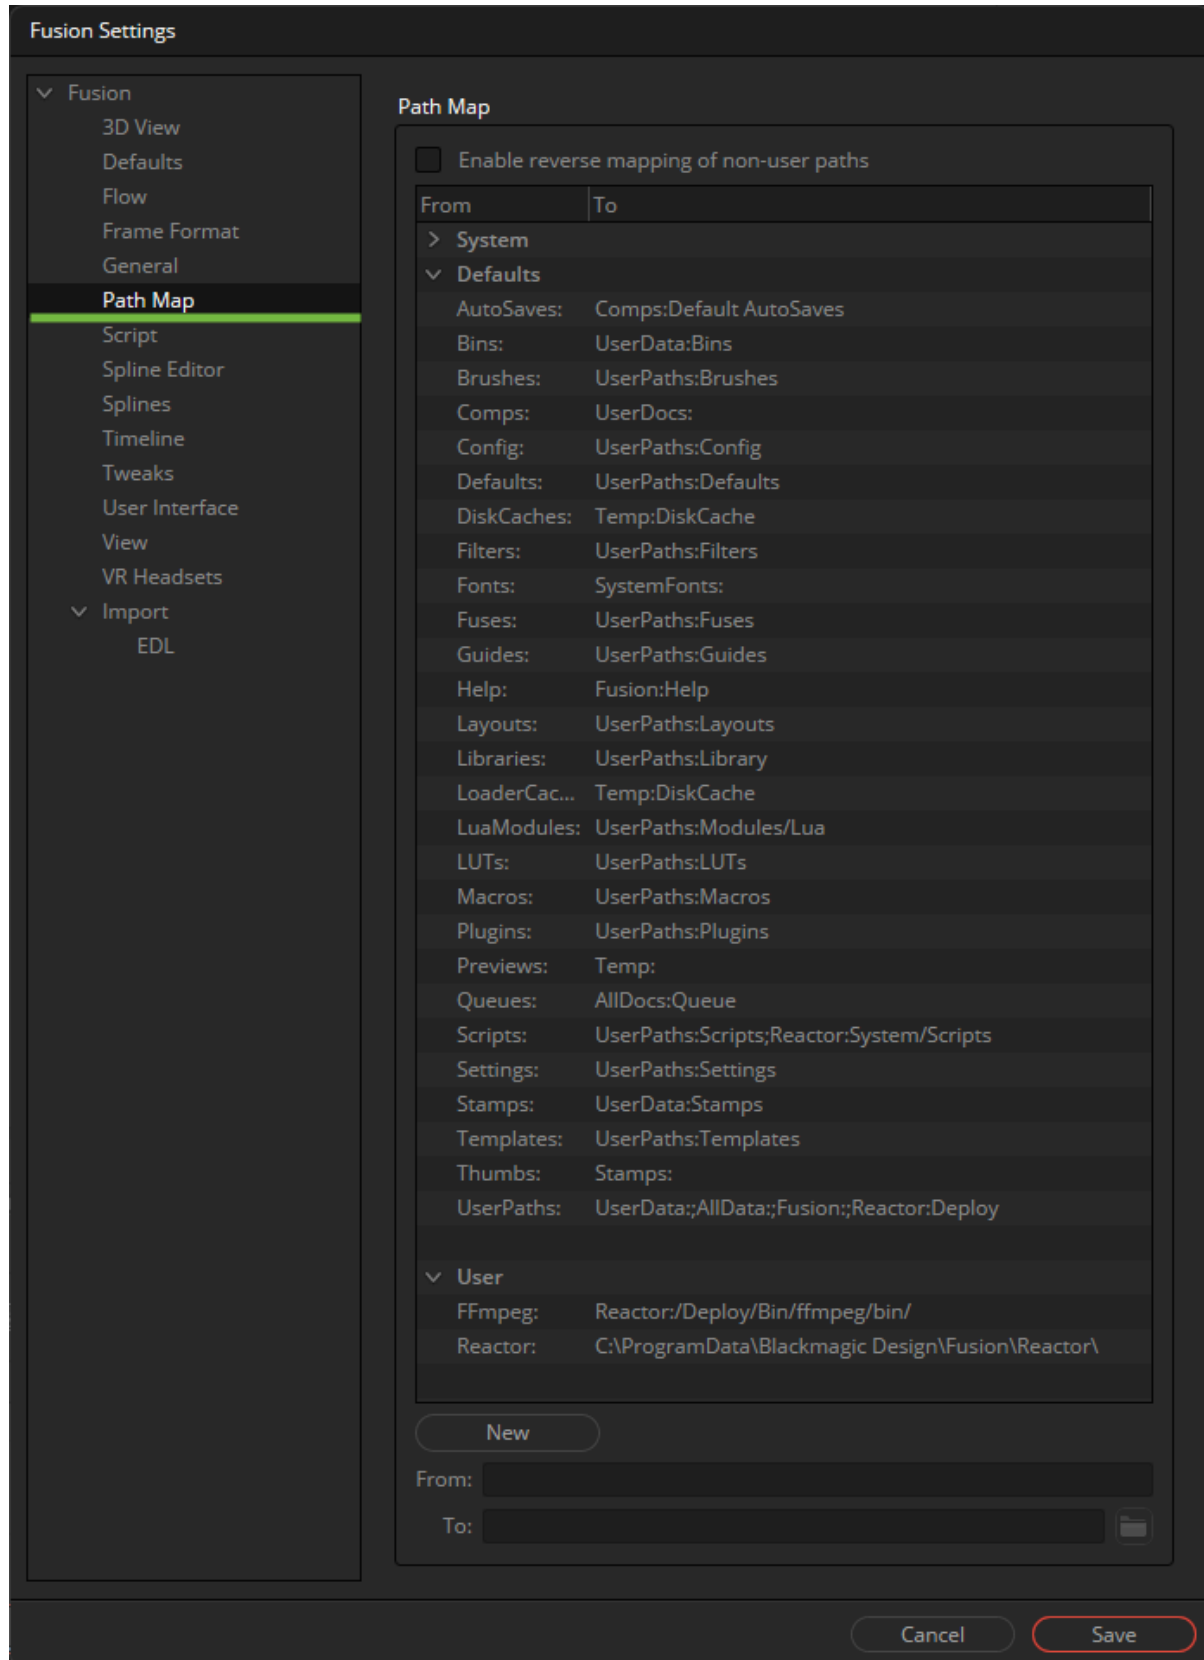 Fusion Settings
Fusion
3D View
Defaults
Flow
Frame Format
General
Path Map
Script
Spline Editor
Splines
Timeline
Tweaks
User Interface
View
VR Headsets
Import
EDL
Path Map
Enable reverse mapping of non-user paths
From To
System
Defaults
AutoSaves: Comps:Default AutoSaves
Bins: UserData:Bins
Brushes: UserPaths:Brushes
Comps: UserDocs:
Config: UserPaths:Config
Defaults: UserPaths:Defaults
DiskCaches: Temp:DiskCache
Filters: UserPaths:Filters
Fonts: SystemFonts:
Fuses: UserPaths:Fuses
Guides: UserPaths:Guides
Help: Fusion:Help
Layouts: UserPaths:Layouts
Libraries: UserPaths:Library
LoaderCac... Temp:DiskCache
LuaModules: UserPaths:Modules/Lua
LUTs: UserPaths:LUTs
Macros: UserPaths:Macros
Plugins: UserPaths:Plugins
Previews: Temp:
Queues: AllDocs:Queue
Scripts: UserPaths:Scripts;Reactor:System/Scripts
Settings: UserPaths:Settings
Stamps: UserData:Stamps
Templates: UserPaths:Templates
Thumbs: Stamps:
UserPaths: UserData:;AllData:;Fusion:;Reactor:Deploy
User
FFmpeg: Reactor:/Deploy/Bin/ffmpeg/bin/
Reactor: C:\ProgramData\Blackmagic Design\Fusion\Reactor\
New
From:
To:
Cancel Save